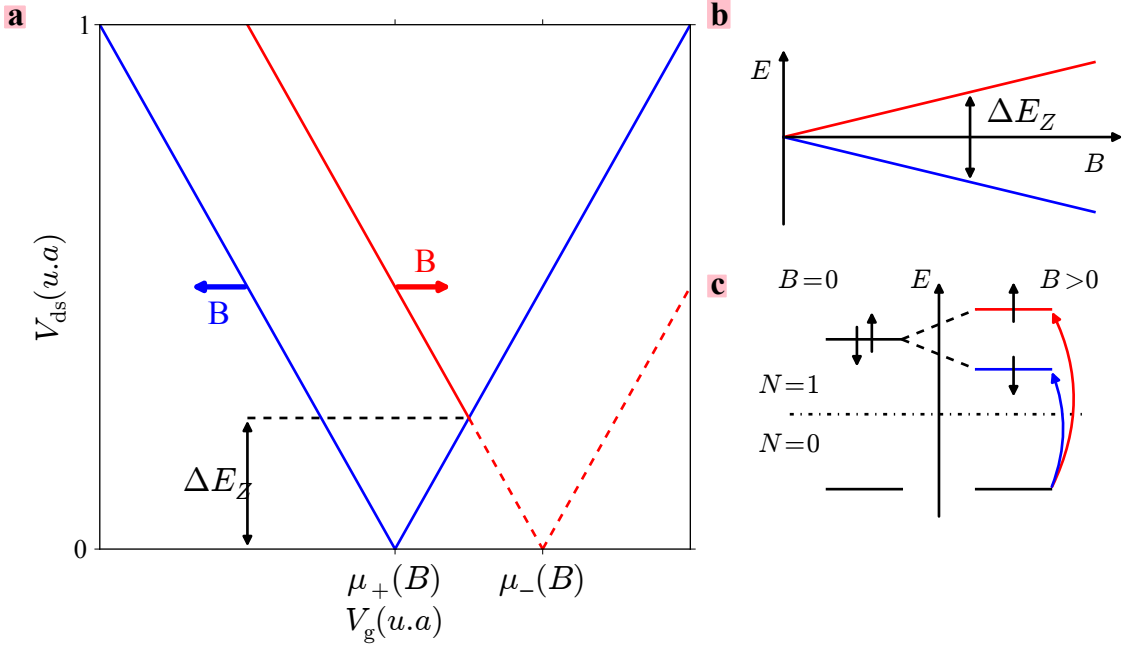 a
1
V_ds(u.a)
B
B
ΔE_Z
0
μ_+(B) μ_−(B)
V_g(u.a)
b
E
ΔE_Z
B
c
B=0 E B>0
N=1
N=0